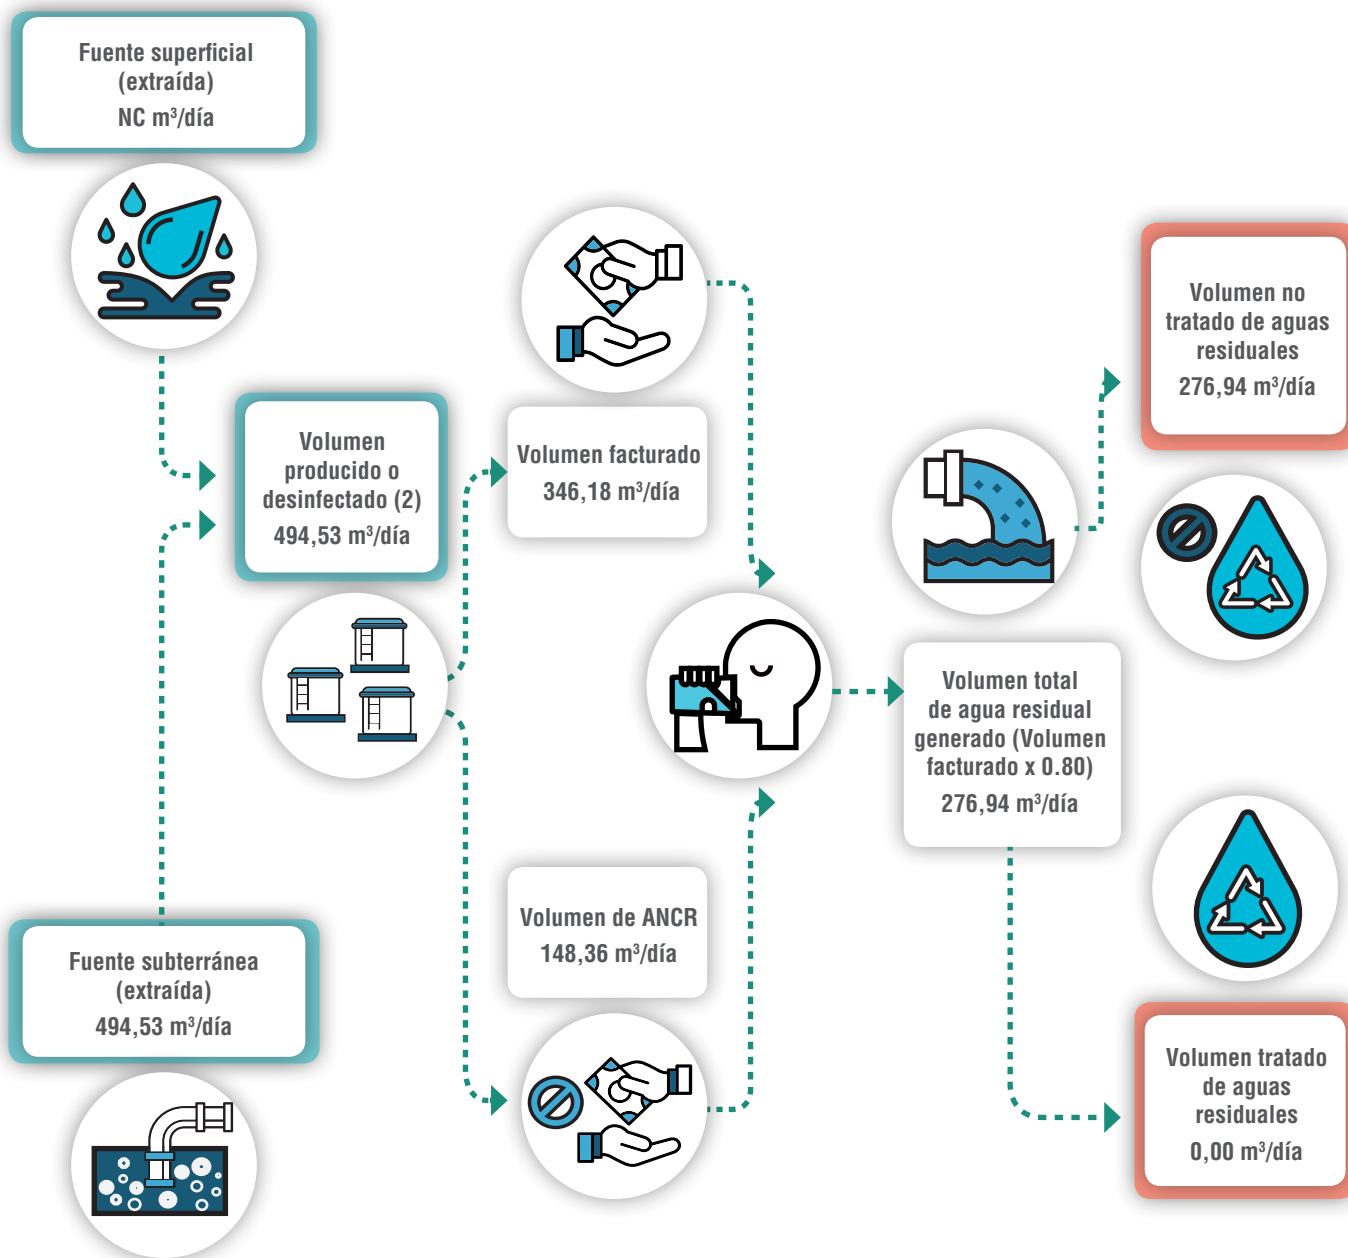 Fuente superficial
(extraída)
NC m³/día
Volumen
producido o
desinfectado (2)
494,53 m³/día
Fuente subterránea
(extraída)
494,53 m³/día
Volumen facturado
346,18 m³/día
Volumen de ANCR
148,36 m³/día
Volumen total
de agua residual
generado (Volumen
facturado x 0.80)
276,94 m³/día
Volumen no
tratado de aguas
residuales
276,94 m³/día
Volumen tratado
de aguas
residuales
0,00 m³/día